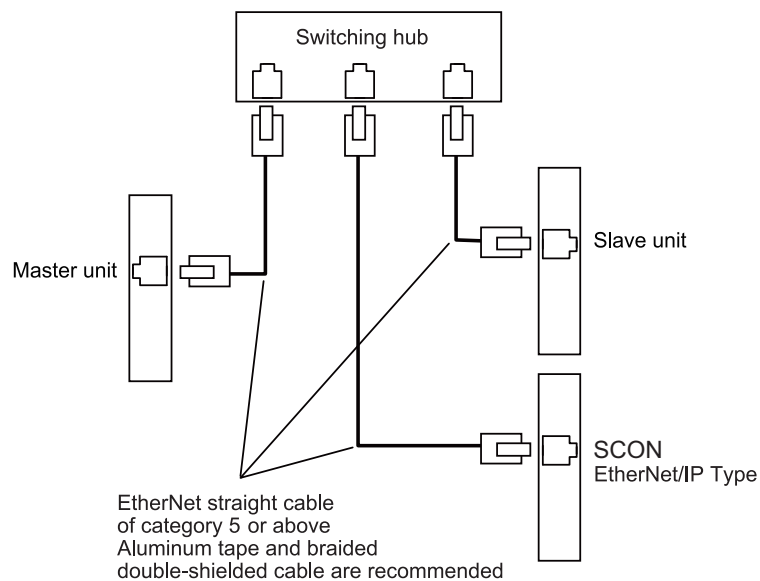 Switching hub
Master unit
Slave unit
SCON
EtherNet/IP Type
EtherNet straight cable
of category 5 or above
Aluminum tape and braided
double-shielded cable are recommended